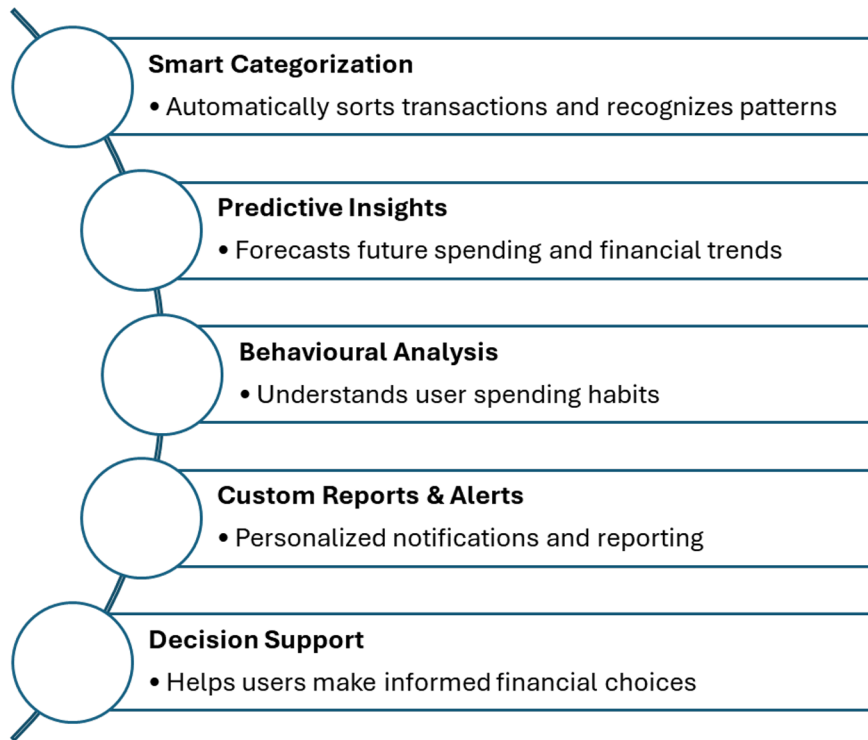 Smart Categorization
• Automatically sorts transactions and recognizes patterns
Predictive Insights
• Forecasts future spending and financial trends
Behavioural Analysis
• Understands user spending habits
Custom Reports & Alerts
• Personalized notifications and reporting
Decision Support
• Helps users make informed financial choices